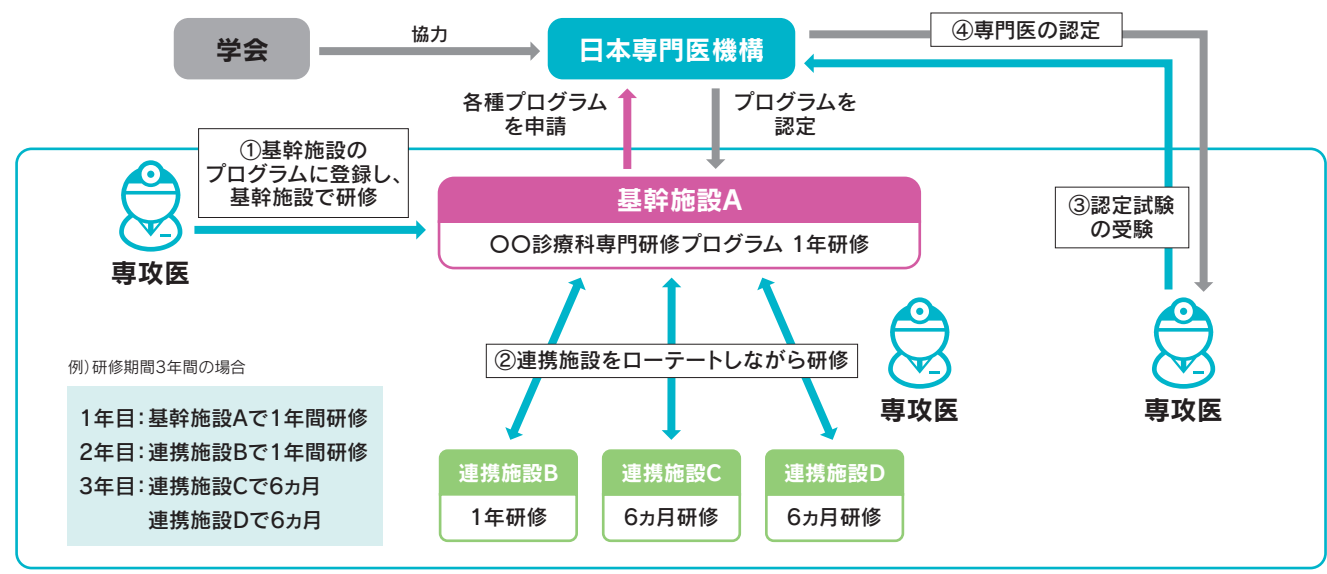 学会
協力
日本専門医機構
④専門医の認定
各種プログラム
を申請
プログラムを
認定
①基幹施設の
プログラムに登録し、
基幹施設で研修
専攻医
基幹施設A
〇〇診療科専門研修プログラム 1年研修
③認定試験
の受験
②連携施設をローテートしながら研修
専攻医
専攻医
例）研修期間3年間の場合
1年目：基幹施設Aで1年間研修
2年目：連携施設Bで1年間研修
3年目：連携施設Cで6ヵ月
連携施設Dで6ヵ月
連携施設B
1年研修
連携施設C
6ヵ月研修
連携施設D
6ヵ月研修